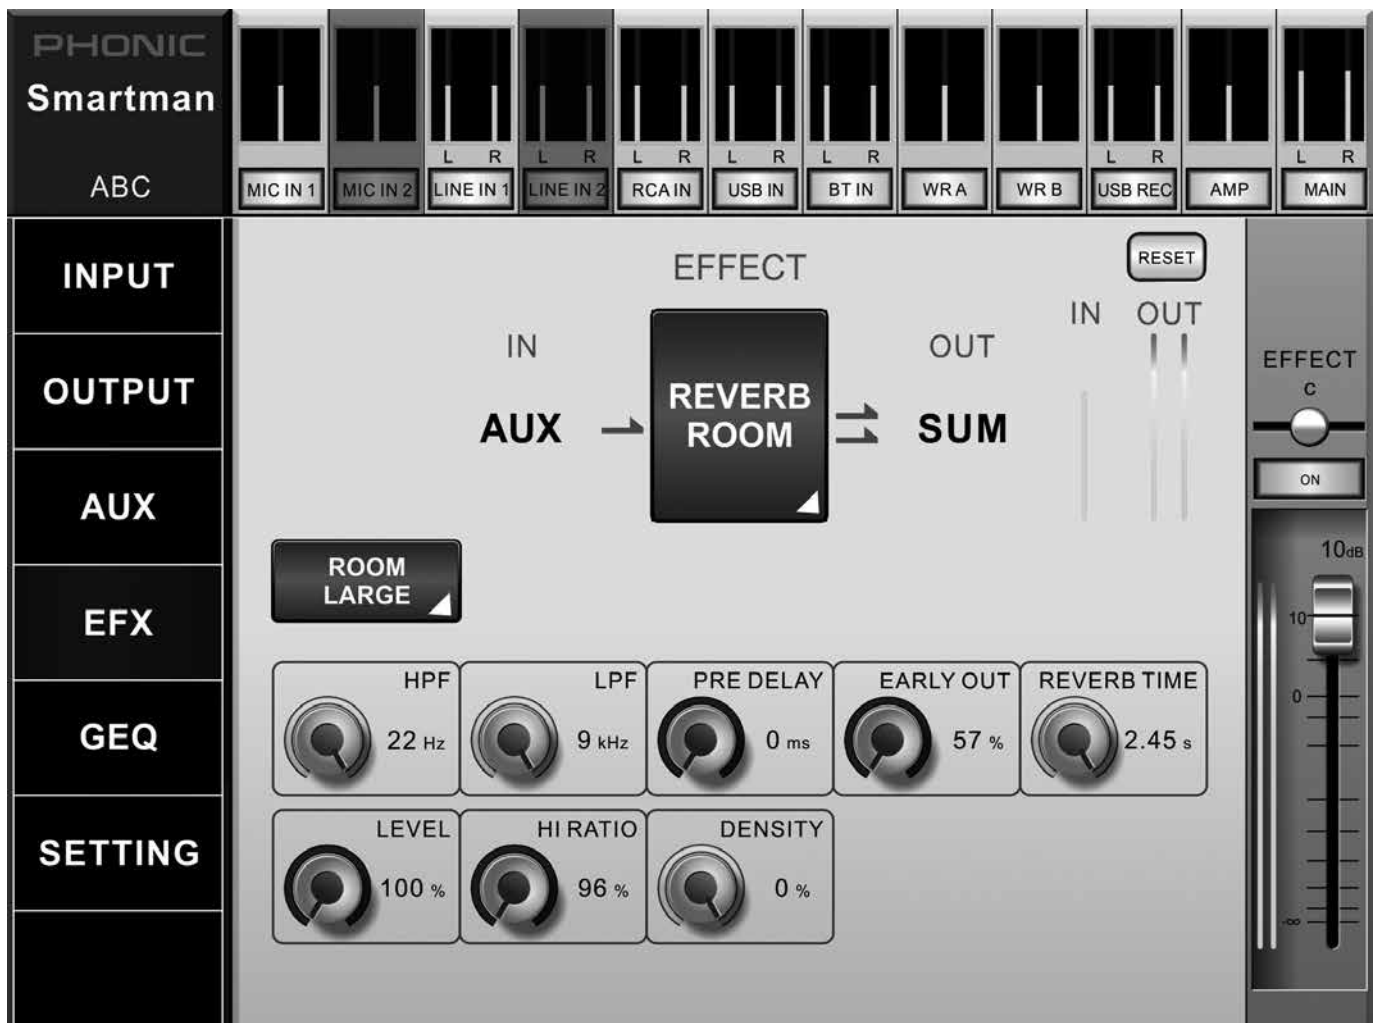 PHONIC
Smartman
ABC
L R
L R
L R
L R
L R
L R
L R
MIC IN 1
MIC IN 2
LINE IN 1
LINE IN 2
RCA IN
USB IN
BT IN
WR A
WR B
USB REC
AMP
MAIN
INPUT
OUTPUT
AUX
EFX
GEQ
SETTING
EFFECT
RESET
IN
OUT
IN
AUX
REVERB
ROOM
OUT
SUM
ROOM
LARGE
HPF
22 Hz
LPF
9 kHz
PRE DELAY
0 ms
EARLY OUT
57 %
REVERB TIME
2.45 s
LEVEL
100 %
HI RATIO
96 %
DENSITY
0 %
EFFECT
C
ON
10dB
10
0
-∞